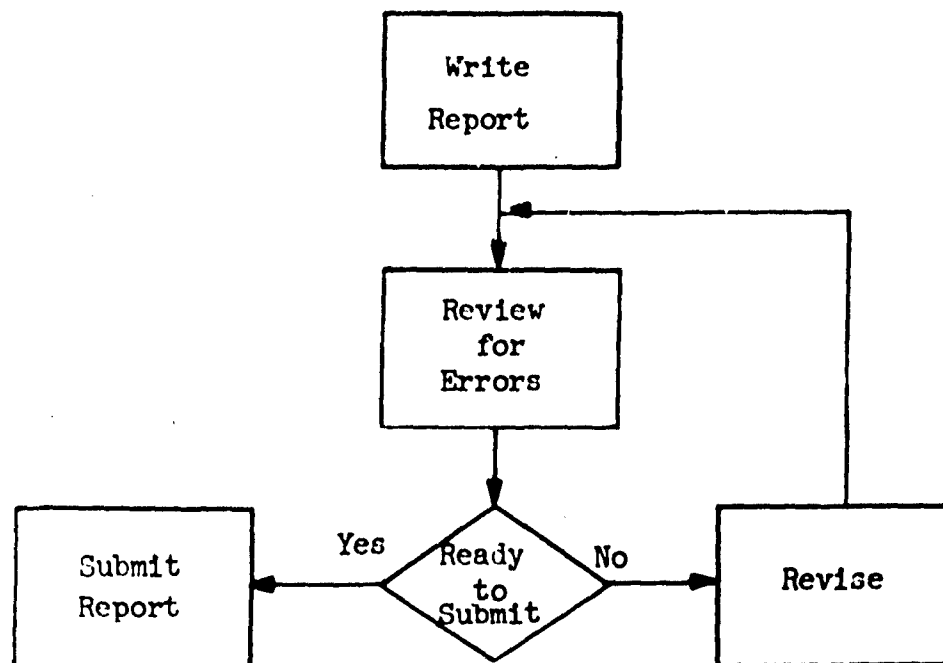 Write
Report
Review
for
Errors
Yes
Ready
to
Submit
No
Submit
Report
Revise